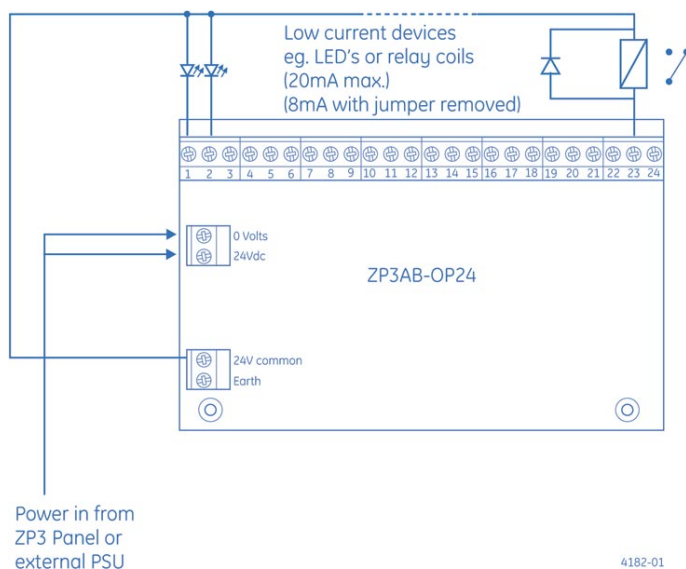 Low current devices
eg. LED's or relay coils
(20mA max.)
(8mA with jumper removed)
1 2 3 4 5 6 7 8 9 10 11 12 13 14 15 16 17 18 19 20 21 22 23 24
0 Volts
24Vdc
ZP3AB-OP24
24V common
Earth
Power in from
ZP3 Panel or
external PSU
4182-01